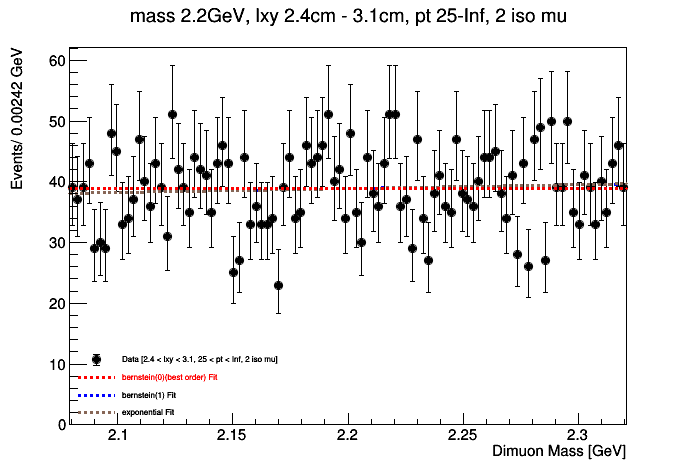 mass 2.2GeV, lxy 2.4cm - 3.1cm, pt 25-Inf, 2 iso mu
Events/ 0.00242 GeV
60
50
40
30
20
10
0
Data [2.4 < lxy < 3.1, 25 < pt < Inf, 2 iso mu]
bernstein(0)(best order) Fit
bernstein(1) Fit
exponential Fit
2.1 2.15 2.2 2.25 2.3
Dimuon Mass [GeV]